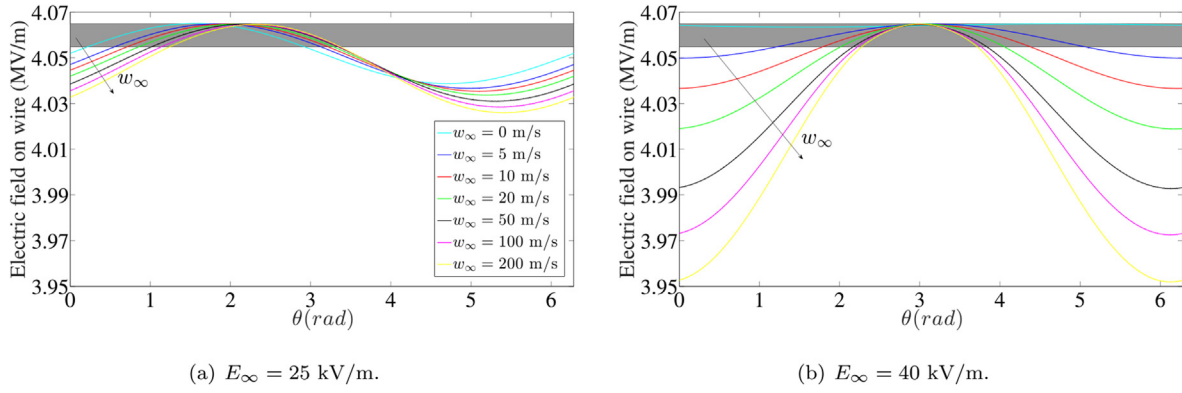 Electric field on wire (MV/m)
4.07
4.05
4.03
4.01
3.99
3.97
3.95
0 1 2 3 4 5 6
θ(rad)
w∞
w∞ = 0 m/s
w∞ = 5 m/s
w∞ = 10 m/s
w∞ = 20 m/s
w∞ = 50 m/s
w∞ = 100 m/s
w∞ = 200 m/s
(a) E∞ = 25 kV/m.
Electric field on wire (MV/m)
4.07
4.05
4.03
4.01
3.99
3.97
3.95
0 1 2 3 4 5 6
θ(rad)
w∞
(b) E∞ = 40 kV/m.